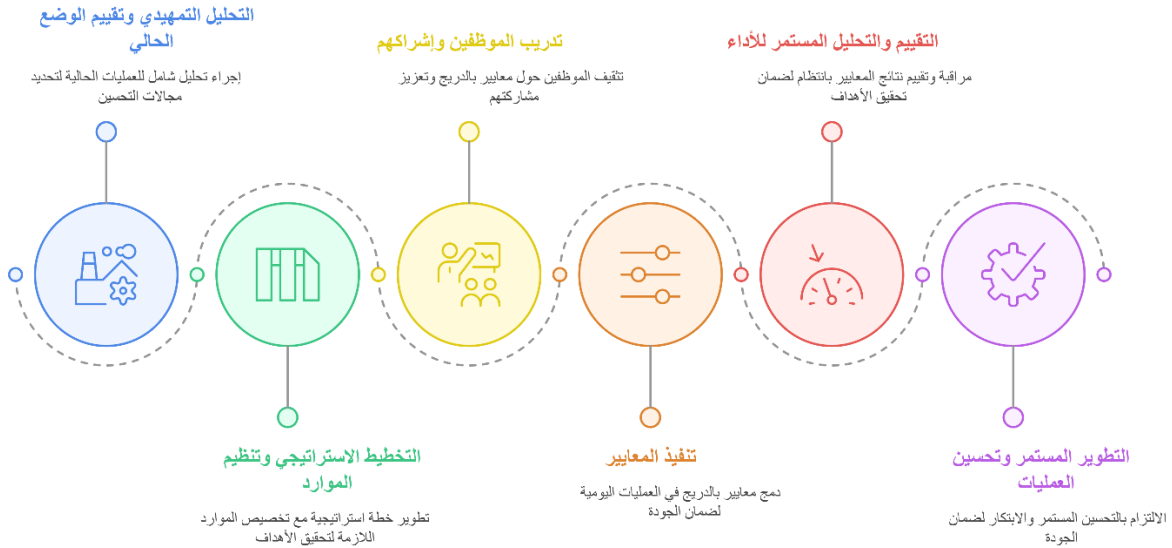 التحليل التمهيدي وتقييم الوضع
الحالي
إجراء تحليل شامل للعمليات الحالية لتحديد
مجالات التحسين
التخطيط الاستراتيجي وتنظيم
الموارد
تطوير خطة استراتيجية مع تخصيص الموارد
اللازمة لتحقيق الأهداف
تدريب الموظفين وإشراكهم
تثقيف الموظفين حول معايير بالدريج وتعزيز
مشاركتهم
تنفيذ المعايير
دمج معايير بالدريج في العمليات اليومية
لضمان الجودة
التقييم والتحليل المستمر للأداء
مراقبة وتقييم نتائج المعايير بانتظام لضمان
تحقيق الأهداف
التطوير المستمر وتحسين
العمليات
الالتزام بالتحسين المستمر والابتكار لضمان
الجودة